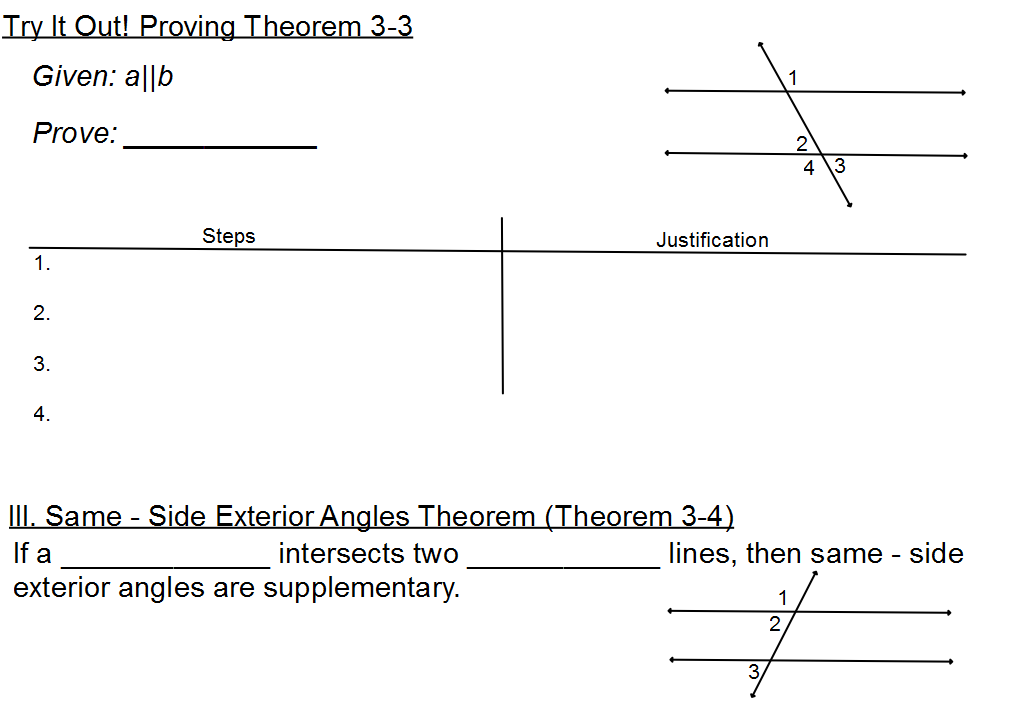 Try It Out! Proving Theorem 3-3
Given: a||b
Prove: ____________
1
2
4 3
Steps Justification
1.
2.
3.
4.
III. Same - Side Exterior Angles Theorem (Theorem 3-4)
If a _____________ intersects two ____________ lines, then same - side
exterior angles are supplementary.
1
2
3